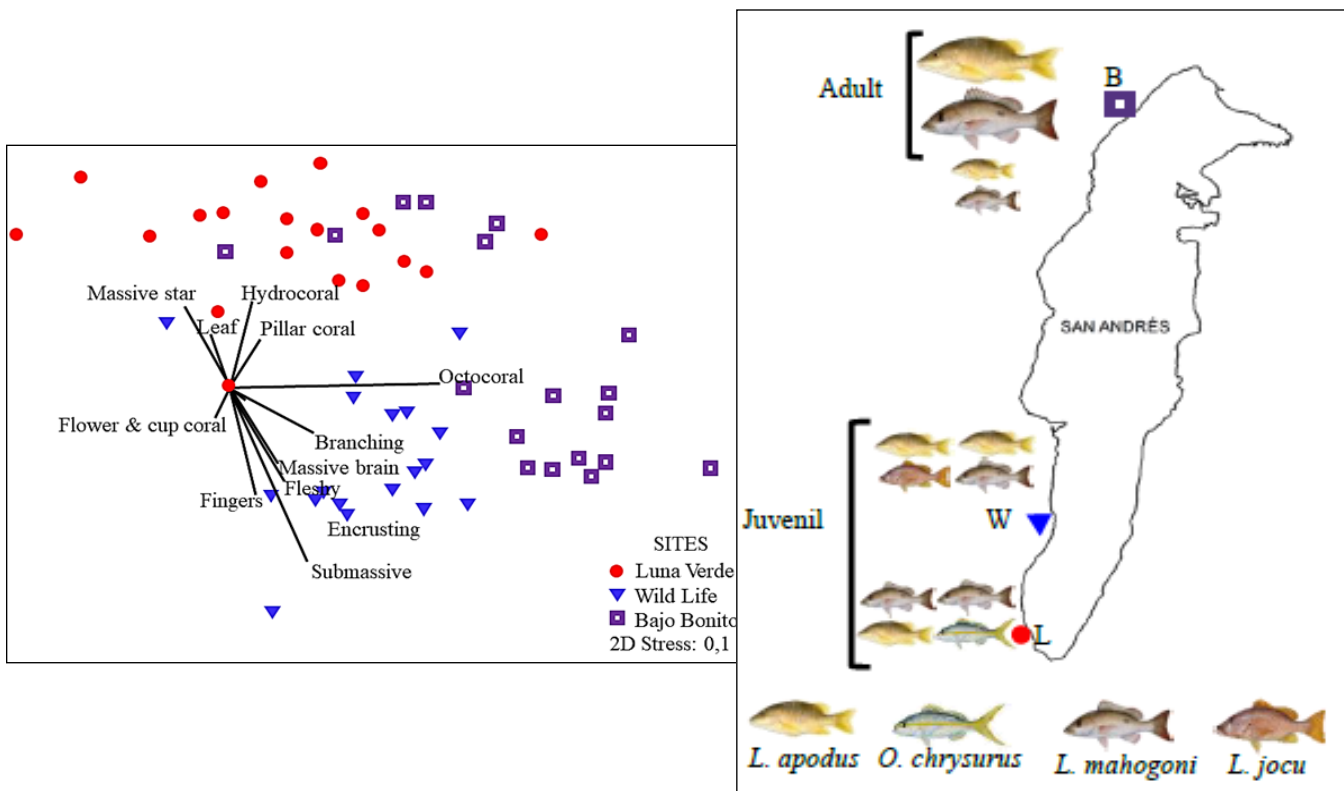 Massive star
Hydrocoral
Leaf
Pillar coral
Octocoral
Flower & cup coral
Branching
Massive brain
Fleshy
Fingers
Encrusting
Submassive
SITES
Luna Verde
Wild Life
Bajo Bonito
2D Stress: 0,1
Adult
B
SAN ANDRÉS
Juvenil
W
L
L. apodus
O. chrysurus
L. mahogoni
L. jocu